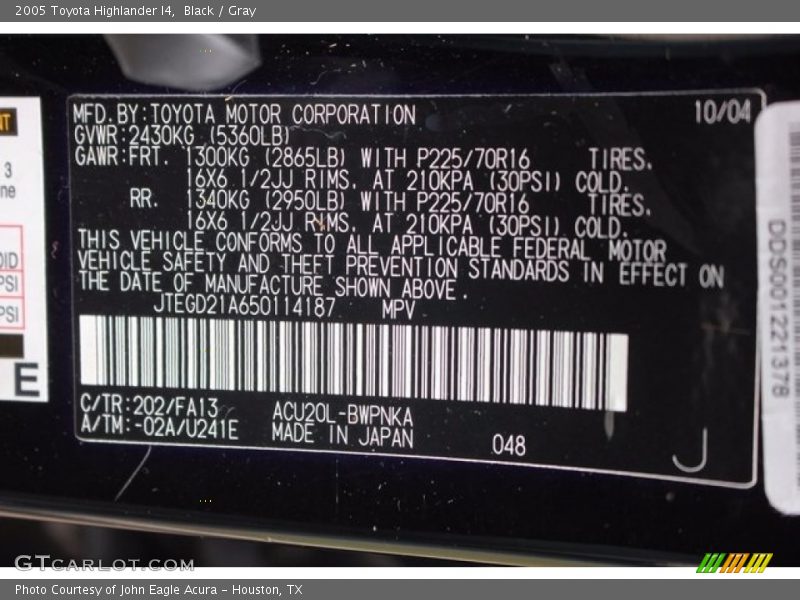 2005 Toyota Highlander I4,  Black / Gray
MFD.BY:TOYOTA MOTOR CORPORATION 10/04
GVWR:2430KG (5360LB)
GAWR:FRT. 1300KG (2865LB) WITH P225/70R16 TIRES.
16X6 1/2JJ RIMS. AT 210KPA (30PSI) COLD.
RR. 1340KG (2950LB) WITH P225/70R16 TIRES.
16X6 1/2JJ RIMS. AT 210KPA (30PSI) COLD.
THIS VEHICLE CONFORMS TO ALL APPLICABLE FEDERAL MOTOR
VEHICLE SAFETY AND THEFT PREVENTION STANDARDS IN EFFECT ON
THE DATE OF MANUFACTURE SHOWN ABOVE.
JTEGD21A650114187 MPV
C/TR:202/FA13 ACU20L-BWPNKA
A/TM:-02A/U241E MADE IN JAPAN 048
J
3
PSI
PSI
E
DDS001221378
GTCARLOT.COM
Photo Courtesy of John Eagle Acura – Houston, TX